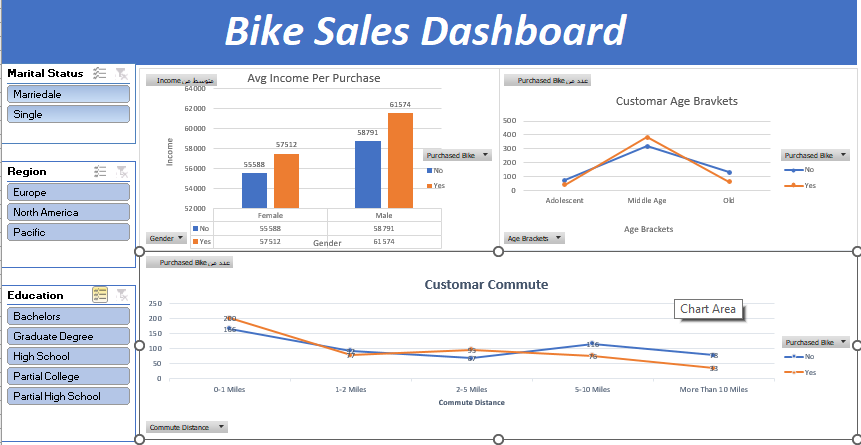 Bike Sales Dashboard
Marital Status
Marriedale
Single
Region
Europe
North America
Pacific
Education
Bachelors
Graduate Degree
High School
Partial College
Partial High School
متوسط من Income
Avg Income Per Purchase
64000
62000
60000
58000
56000
54000
52000
Income
55588
57512
58791
61574
Purchased Bike
No
Yes
Female
Male
No 55588 58791
Yes 57512 61574
Gender
Gender
عدد من Purchased Bike
Customar Age Bravkets
500
400
300
200
100
0
Adolescent
Middle Age
Old
Age Brackets
Purchased Bike
No
Yes
Age Brackets
عدد من Purchased Bike
Customar Commute
Chart Area
250
200
150
100
50
0
200
166
77
95
67
116
76
78
33
0-1 Miles
1-2 Miles
2-5 Miles
5-10 Miles
More Than 10 Miles
Commute Distance
Purchased Bike
No
Yes
Commute Distance